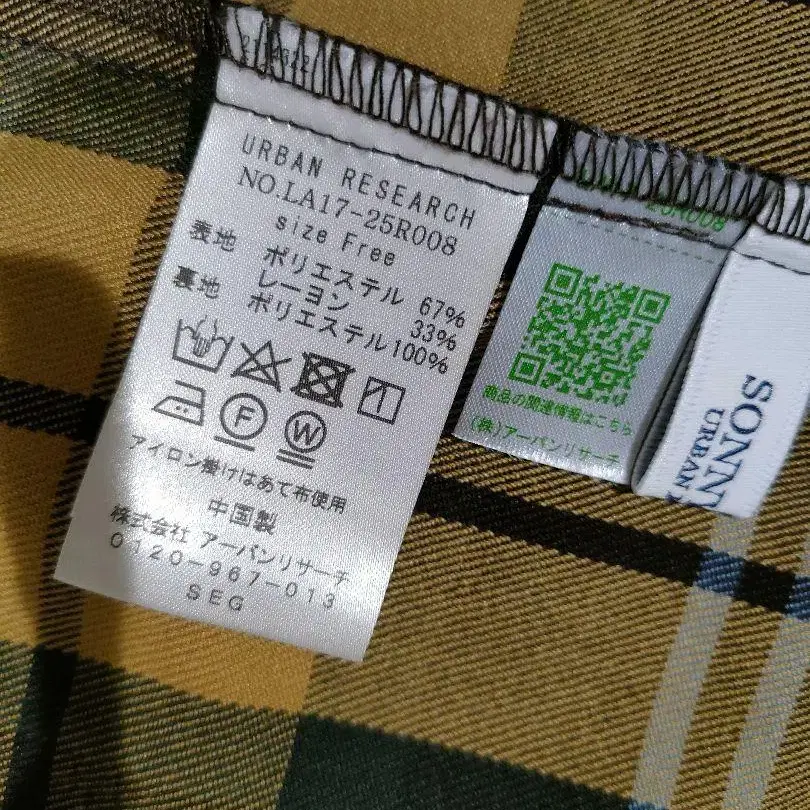 URBAN RESEARCH
NO.LA17-25R008
size Free
表地 ポリエステル 67%
レーヨン 33%
裏地 ポリエステル100%
F W
アイロン掛けはあて布使用
中国製
株式会社 アーバンリサーチ
0120-967-013
SEG
25R008
商品の関連情報はこちら
(株)アーバンリサーチ
SONN
URBAN